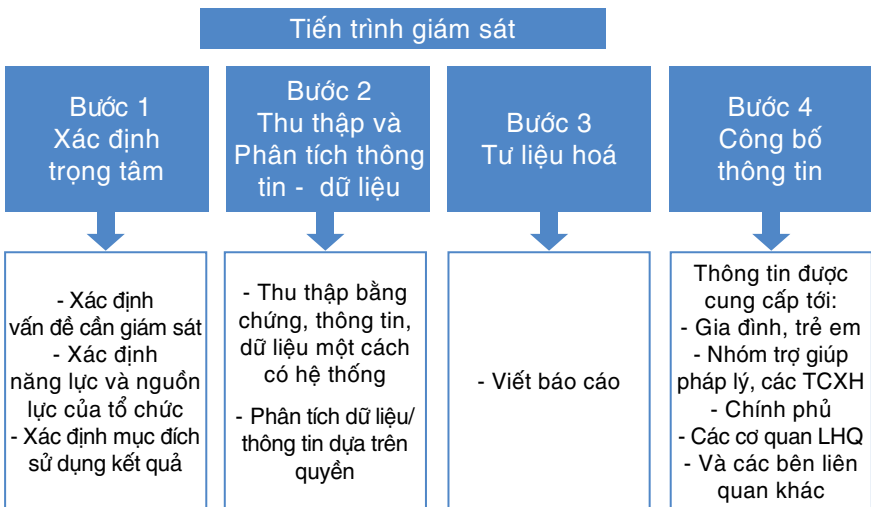 Tiến trình giám sát
Bước 1
Xác định
trọng tâm
Bước 2
Thu thập và
Phân tích thông
tin - dữ liệu
Bước 3
Tư liệu hoá
Bước 4
Công bố
thông tin
- Xác định
vấn đề cần giám sát
- Xác định
năng lực và nguồn
lực của tổ chức
- Xác định mục đích
sử dụng kết quả
- Thu thập bằng
chứng, thông tin,
dữ liệu một cách
có hệ thống
- Phân tích dữ liệu/
thông tin dựa trên
quyền
- Viết báo cáo
Thông tin được
cung cấp tới:
- Gia đình, trẻ em
- Nhóm trợ giúp
pháp lý, các TCXH
- Chính phủ
- Các cơ quan LHQ
- Và các bên liên
quan khác